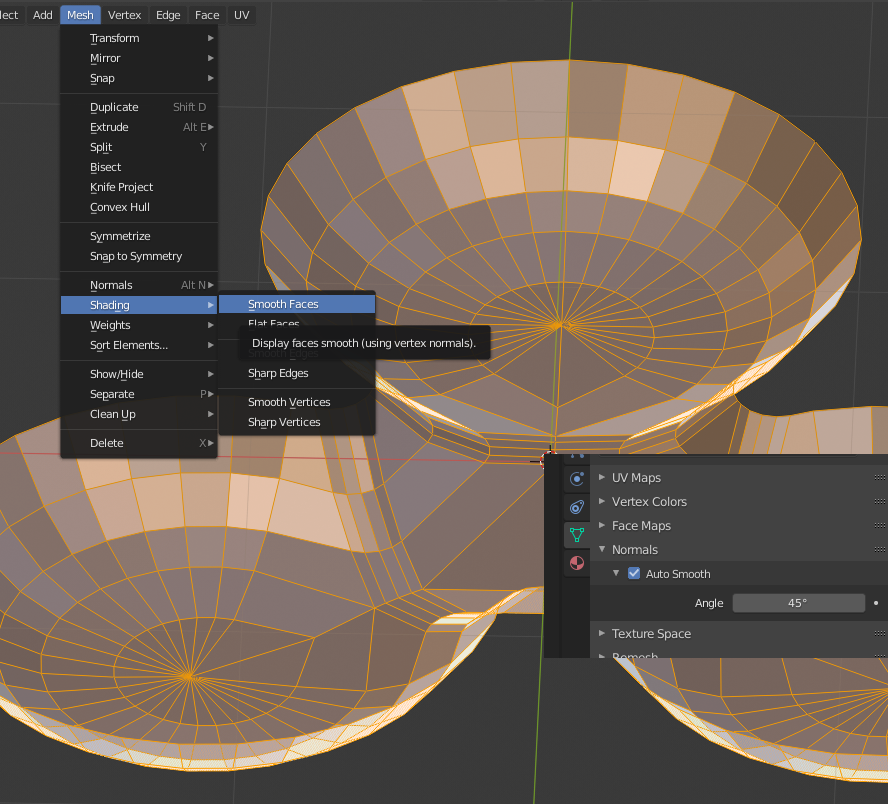 lect Add Mesh Vertex Edge Face UV
Transform
Mirror
Snap
Duplicate Shift D
Extrude Alt E
Split Y
Bisect
Knife Project
Convex Hull
Symmetrize
Snap to Symmetry
Normals Alt N
Shading
Weights
Sort Elements...
Show/Hide
Separate P
Clean Up
Delete X
Smooth Faces
Flat Faces
Display faces smooth (using vertex normals).
Smooth Edges
Sharp Edges
Smooth Vertices
Sharp Vertices
UV Maps
Vertex Colors
Face Maps
Normals
Auto Smooth
Angle 45°
Texture Space
Remesh